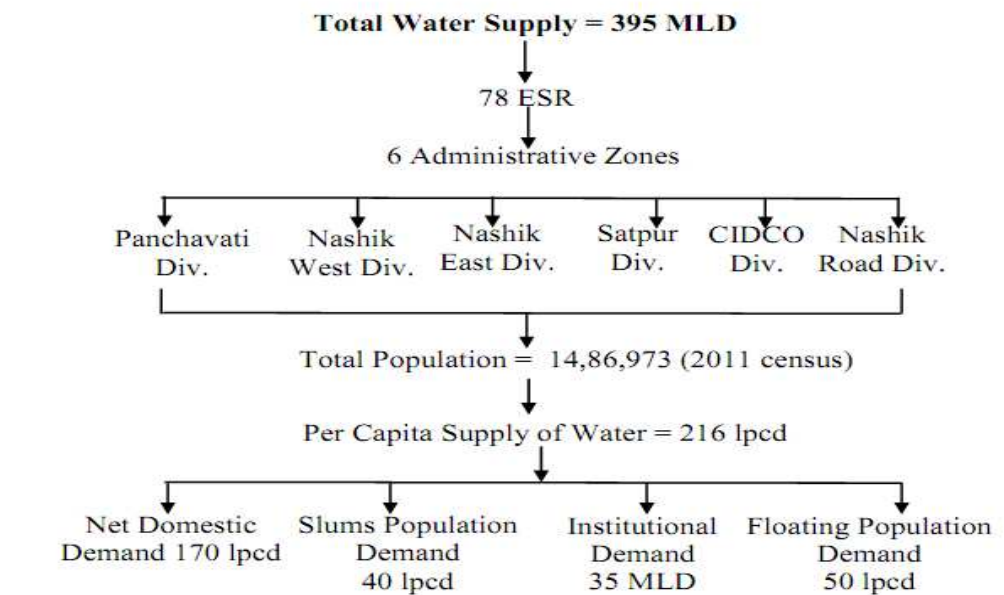 Total Water Supply = 395 MLD
78 ESR
6 Administrative Zones
Panchavati
Div.
Nashik
West Div.
Nashik
East Div.
Satpur
Div.
CIDCO
Div.
Nashik
Road Div.
Total Population = 14,86,973 (2011 census)
Per Capita Supply of Water = 216 lpcd
Net Domestic
Demand 170 lpcd
Slums Population
Demand
40 lpcd
Institutional
Demand
35 MLD
Floating Population
Demand
50 lpcd